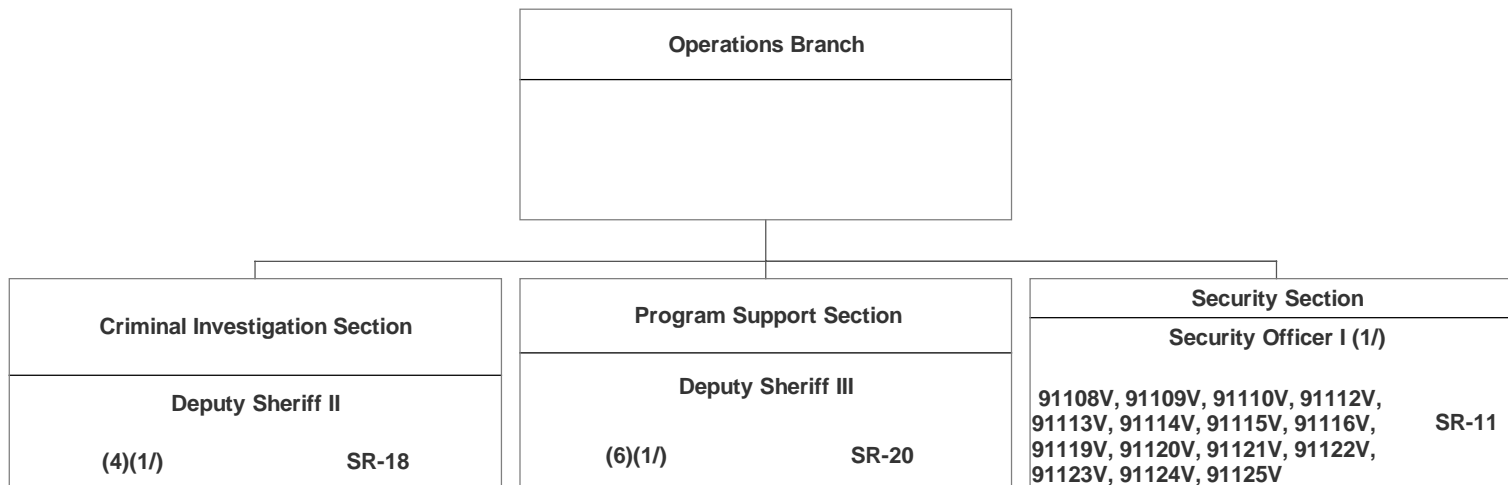 Operations Branch
Criminal Investigation Section
Deputy Sheriff II
(4)(1/) SR-18
Program Support Section
Deputy Sheriff III
(6)(1/) SR-20
Security Section
Security Officer I (1/)
91108V, 91109V, 91110V, 91112V,
91113V, 91114V, 91115V, 91116V, SR-11
91119V, 91120V, 91121V, 91122V,
91123V, 91124V, 91125V